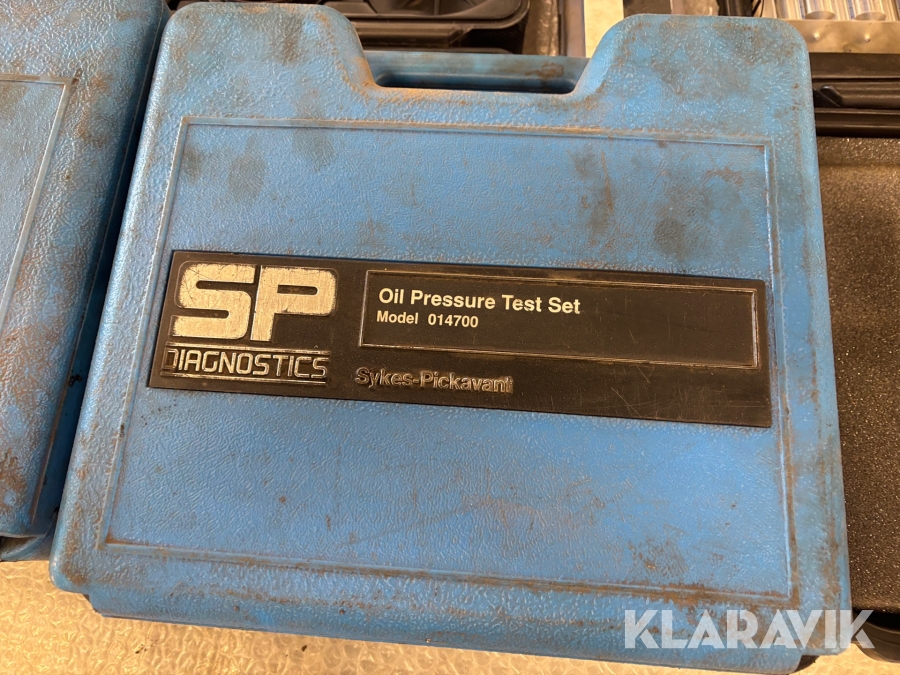 SP
DIAGNOSTICS
Oil Pressure Test Set
Model 014700
Sykes-Pickavant
KLARAVIK